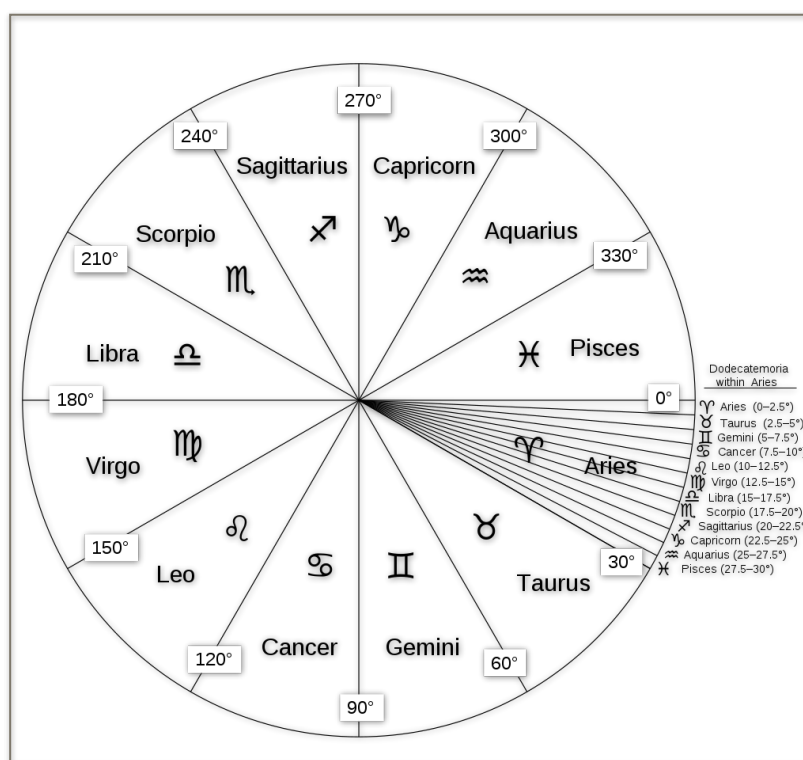 270°
240°
300°
Sagittarius
Capricorn
Scorpio
Aquarius
210°
330°
Libra
Pisces
Dodecatemoria
within Aries
180°
0°
Aries (0–2.5°)
Taurus (2.5–5°)
Gemini (5–7.5°)
Cancer (7.5–10°)
Leo (10–12.5°)
Virgo (12.5–15°)
Libra (15–17.5°)
Scorpio (17.5–20°)
Sagittarius (20–22.5°
Capricorn (22.5–25°)
Aquarius (25–27.5°)
Pisces (27.5–30°)
Virgo
Aries
150°
30°
Leo
Taurus
Cancer
Gemini
120°
60°
90°